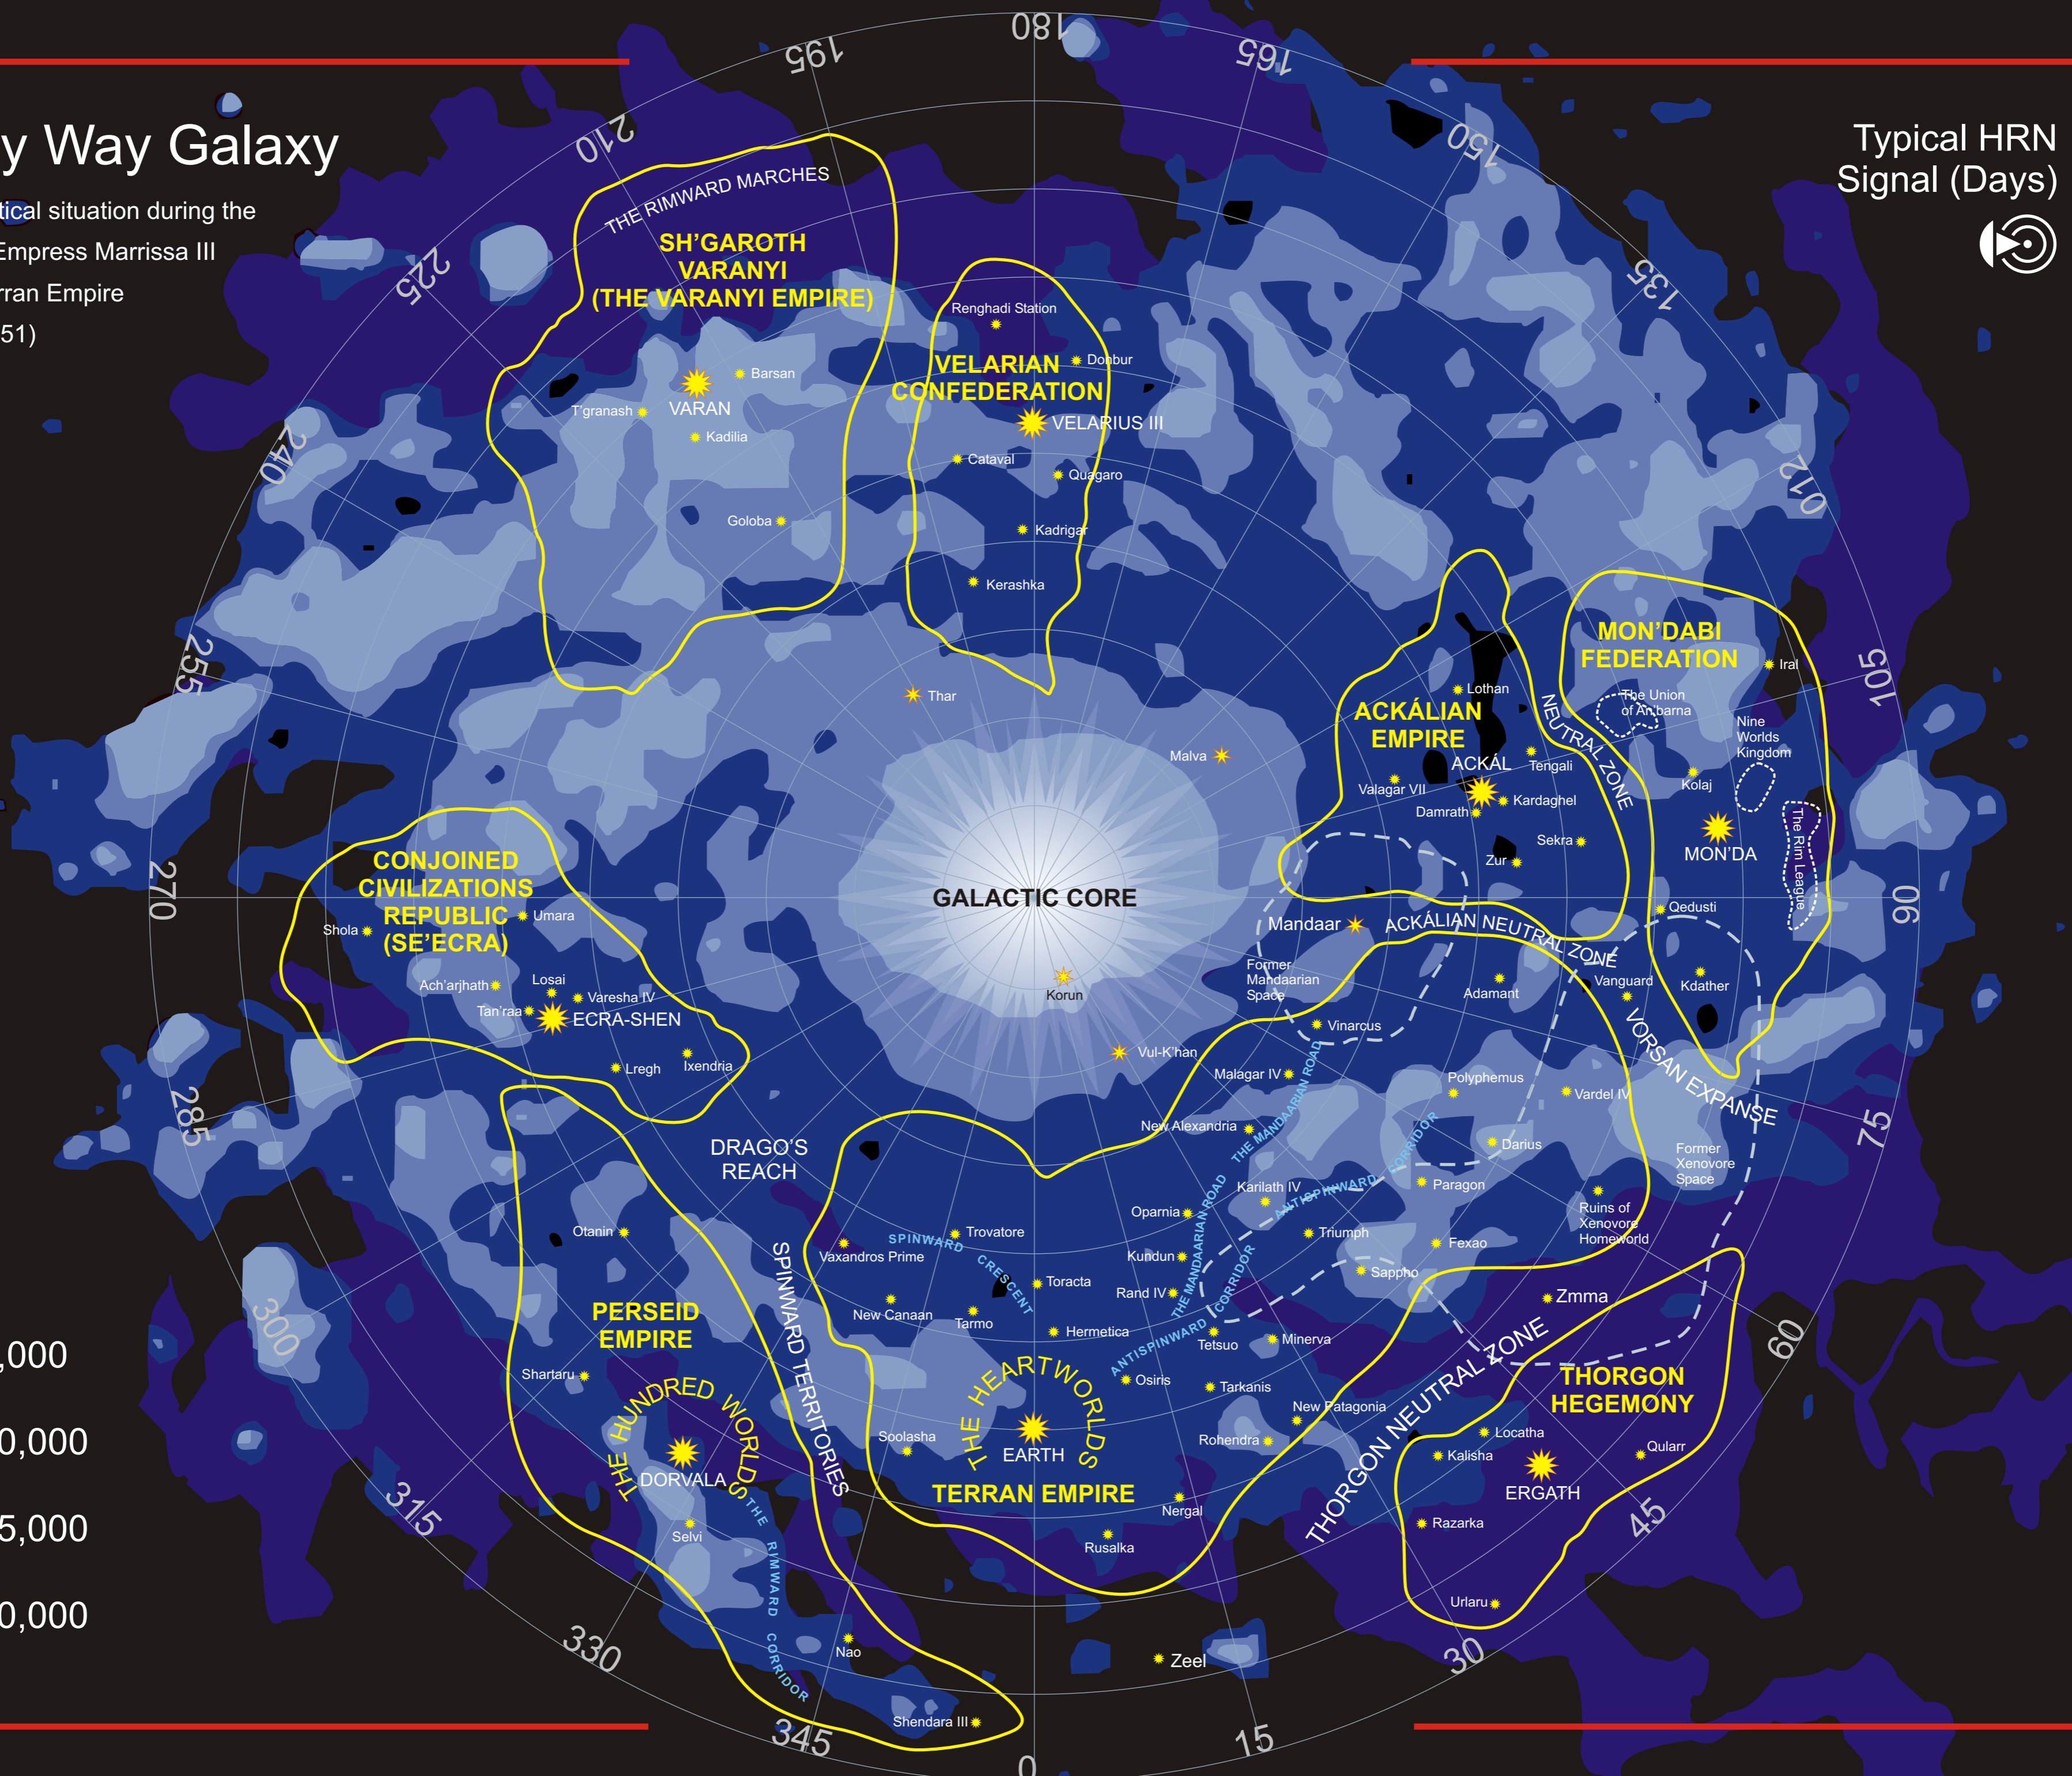 180
195
165
210
150
225
135
240
012
255
105
270
90
285
75
300
60
315
45
330
30
345
15
0
y Way Galaxy
tical situation during the
Empress Marrissa III
rran Empire
51)
Typical HRN
Signal (Days)
,000
0,000
5,000
0,000
THE RIMWARD MARCHES
SH'GAROTH
VARANYI
(THE VARANYI EMPIRE)
Barsan
VARAN
T'granash
Kadilia
Goloba
Renghadi Station
Donbur
VELARIAN
CONFEDERATION
VELARIUS III
Cataval
Quagaro
Kadrigar
Kerashka
Thar
Malva
GALACTIC CORE
Korun
Vul-K'han
ACKÁLIAN
EMPIRE
Lothan
ACKÁL
Tengali
Valagar VII
Kardaghel
Damrath
Sekra
Zur
NEUTRAL ZONE
MON'DABI
FEDERATION
Iral
The Union
of Anbarna
Nine
Worlds
Kingdom
Kolaj
MON'DA
The Rim League
Qedusti
Kdather
Mandaar
ACKÁLIAN NEUTRAL ZONE
Former
Mandaarian
Space
Adamant
Vanguard
VORSAN EXPANSE
Vinarcus
Malagar IV
THE MANDAARIAN ROAD
Polyphemus
Vardel IV
New Alexandria
Darius
Former
Xenovore
Space
CONJOINED
CIVILIZATIONS
REPUBLIC
(SE'ECRA)
Umara
Shola
Ach'arjhath
Losai
Varesha IV
Tan'raa
ECRA-SHEN
Lregh
Ixendria
DRAGO'S
REACH
SPINWARD TERRITORIES
Otanin
PERSEID
EMPIRE
Shartaru
THE HUNDRED WORLDS
DORVALA
Selvi
THE RIMWARD CORRIDOR
Nao
Shendara III
Vaxandros Prime
Trovatore
SPINWARD CRESCENT
New Canaan
Tarmo
Toracta
Hermetica
Oparnia
Karilath IV
ANTISPINWARD CORRIDOR
Paragon
Ruins of
Xenovore
Homeworld
Kundun
THE MANDAARIAN ROAD
Triumph
Fexao
Sappho
Rand IV
Tetsuo
Minerva
ANTISPINWARD CORRIDOR
Osiris
Tarkanis
New Patagonia
Rohendra
THE HEARTWORLDS
Soolasha
EARTH
TERRAN EMPIRE
Nergal
Rusalka
Zeel
Zmma
THORGON NEUTRAL ZONE
THORGON
HEGEMONY
Locatha
Kalisha
Qularr
ERGATH
Razarka
Urlaru